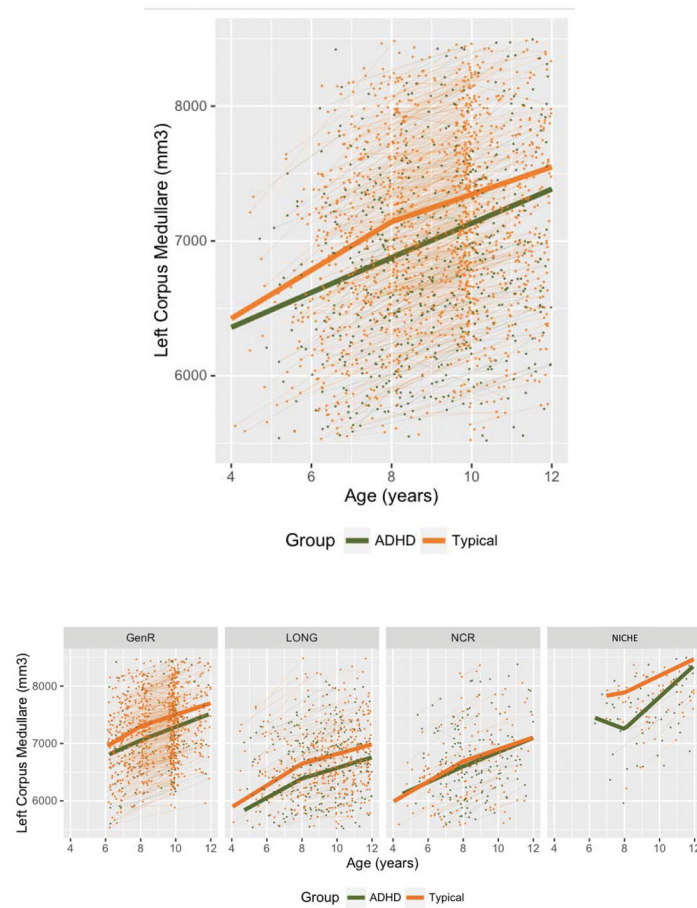 Left Corpus Medullare (mm3)
8000
7000
6000
4 6 8 10 12
Age (years)
Group ADHD Typical
GenR LONG NCR NICHE
Left Corpus Medullare (mm3)
8000
7000
6000
4 6 8 10 12 4 6 8 10 12 4 6 8 10 12 4 6 8 10 12
Age (years)
Group ADHD Typical